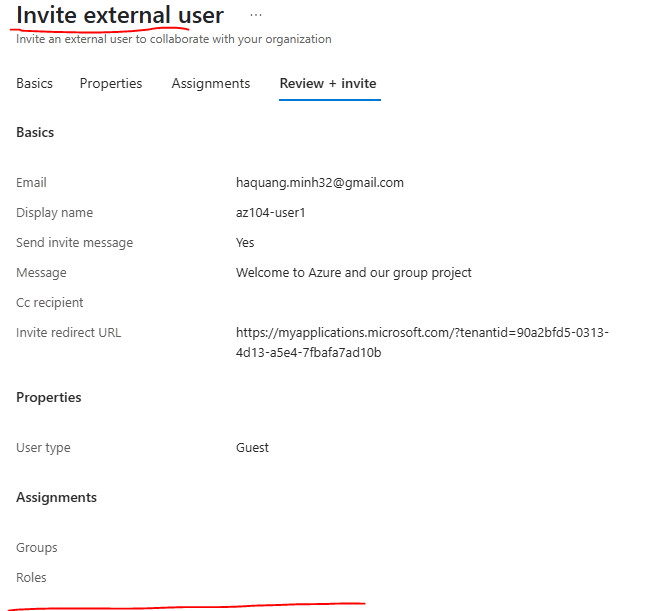 Invite external user ...
Invite an external user to collaborate with your organization
Basics Properties Assignments Review + invite
Basics
Email haquang.minh32@gmail.com
Display name az104-user1
Send invite message Yes
Message Welcome to Azure and our group project
Cc recipient
Invite redirect URL https://myapplications.microsoft.com/?tenantid=90a2bfd5-0313-
4d13-a5e4-7fbafa7ad10b
Properties
User type Guest
Assignments
Groups
Roles